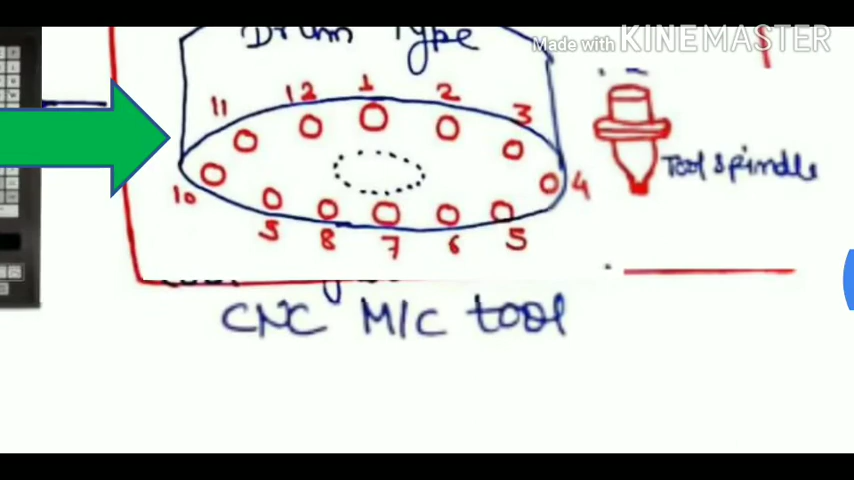 Drum Type
Made with KINEMASTER
11 12 1 2 3
10 4
9 8 7 6 5
Tool spindle
CNC M/C tool